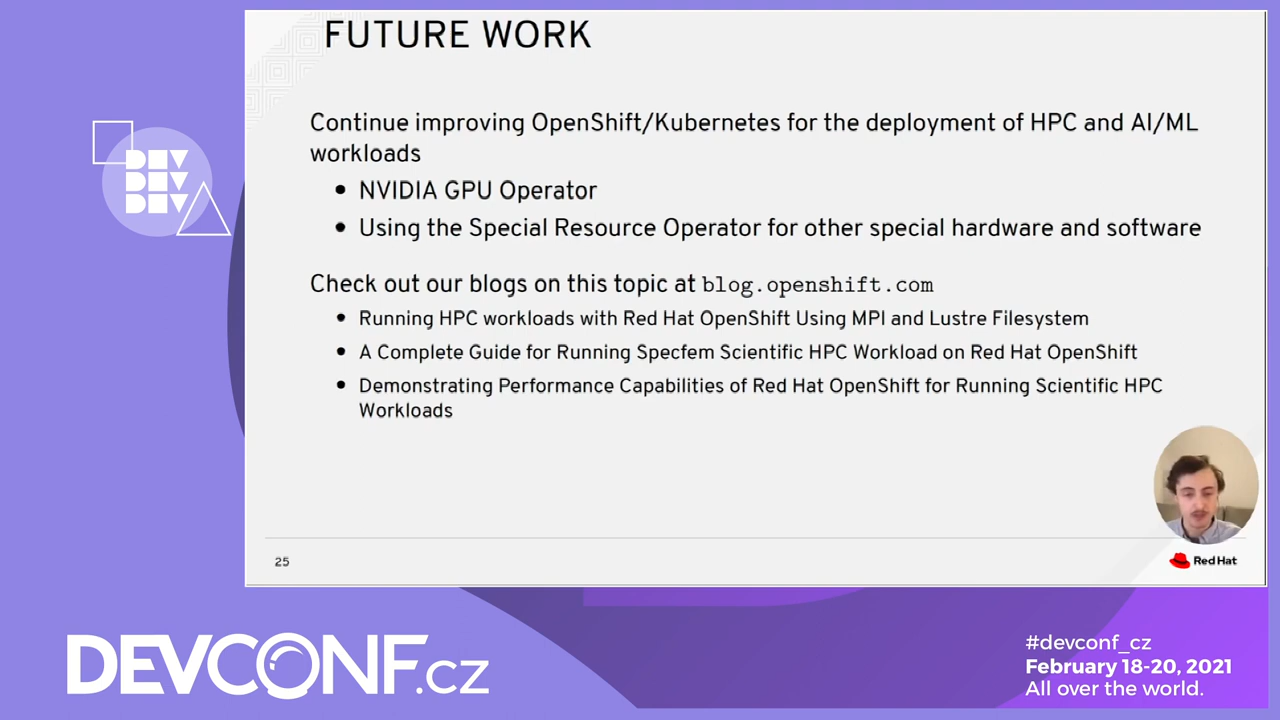 FUTURE WORK
Continue improving OpenShift/Kubernetes for the deployment of HPC and AI/ML
workloads
• NVIDIA GPU Operator
• Using the Special Resource Operator for other special hardware and software
Check out our blogs on this topic at blog.openshift.com
• Running HPC workloads with Red Hat OpenShift Using MPI and Lustre Filesystem
• A Complete Guide for Running Specfem Scientific HPC Workload on Red Hat OpenShift
• Demonstrating Performance Capabilities of Red Hat OpenShift for Running Scientific HPC
Workloads
25
Red Hat
DEV
DEV
DEV
DEVCONF.cz
#devconf_cz
February 18-20, 2021
All over the world.